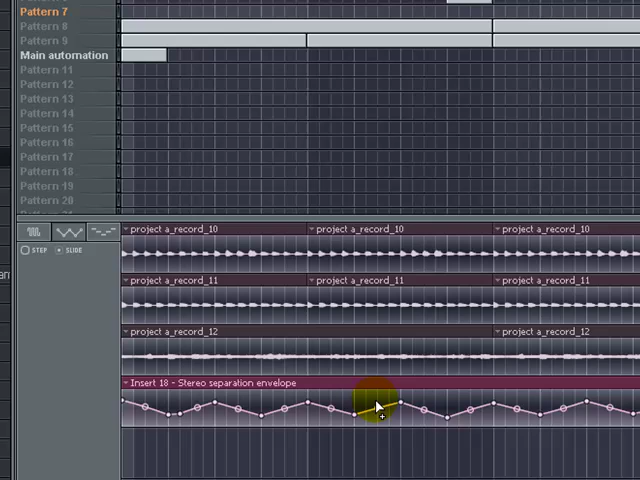 Pattern 7
Pattern 8
Pattern 9
Main automation
Pattern 11
Pattern 12
Pattern 13
Pattern 14
Pattern 15
Pattern 16
Pattern 17
Pattern 18
Pattern 19
Pattern 20
project a_record_10 project a_record_10 project a_record_10
STEP SLIDE
project a_record_11 project a_record_11 project a_record_11
project a_record_12 project a_record_12
Insert 18 - Stereo separation envelope